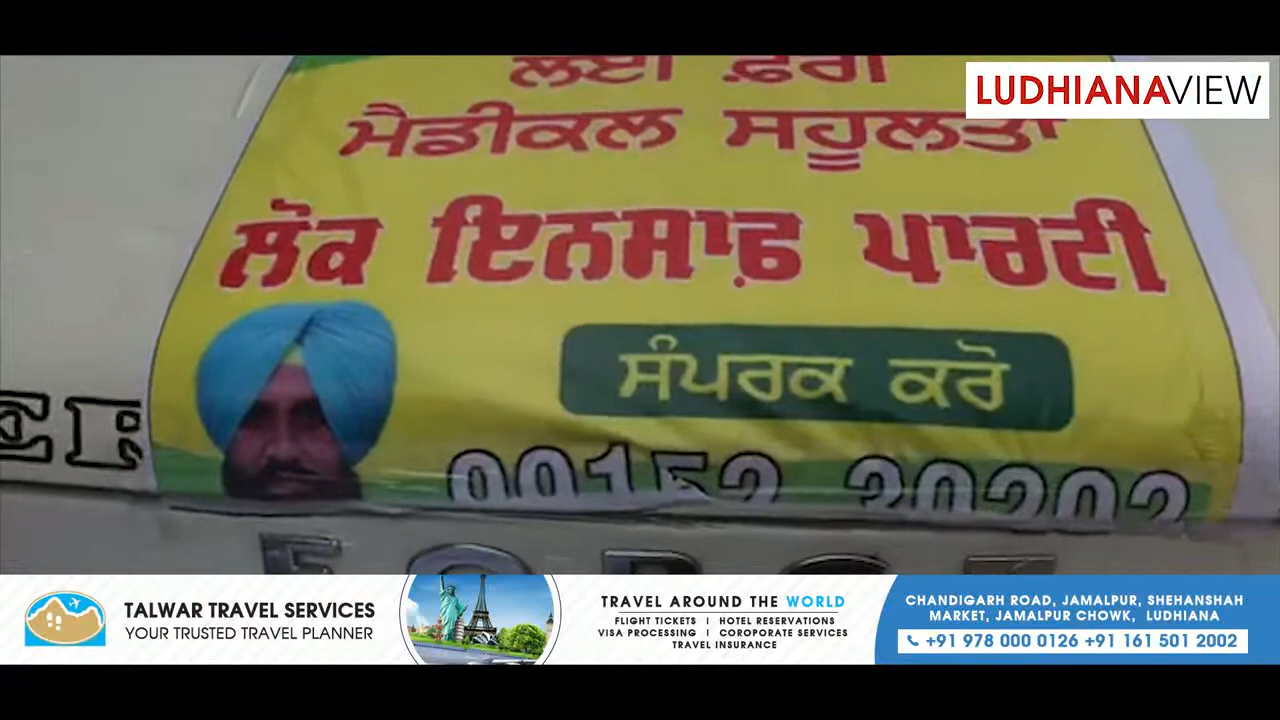 LUDHIANAVIEW
ਲਈ ਫ਼ਰੀ
ਮੈਡੀਕਲ ਸਹੂਲਤਾਂ
ਲੋਕ ਇਨਸਾਫ਼ ਪਾਰਟੀ
ਸੰਪਰਕ ਕਰੋ
FORCE
TALWAR TRAVEL SERVICES
YOUR TRUSTED TRAVEL PLANNER
TRAVEL AROUND THE WORLD
FLIGHT TICKETS | HOTEL RESERVATIONS
VISA PROCESSING | COROPORATE SERVICES
TRAVEL INSURANCE
CHANDIGARH ROAD, JAMALPUR, SHEHANSHAH
MARKET, JAMALPUR CHOWK, LUDHIANA
+91 978 000 0126 +91 161 501 2002